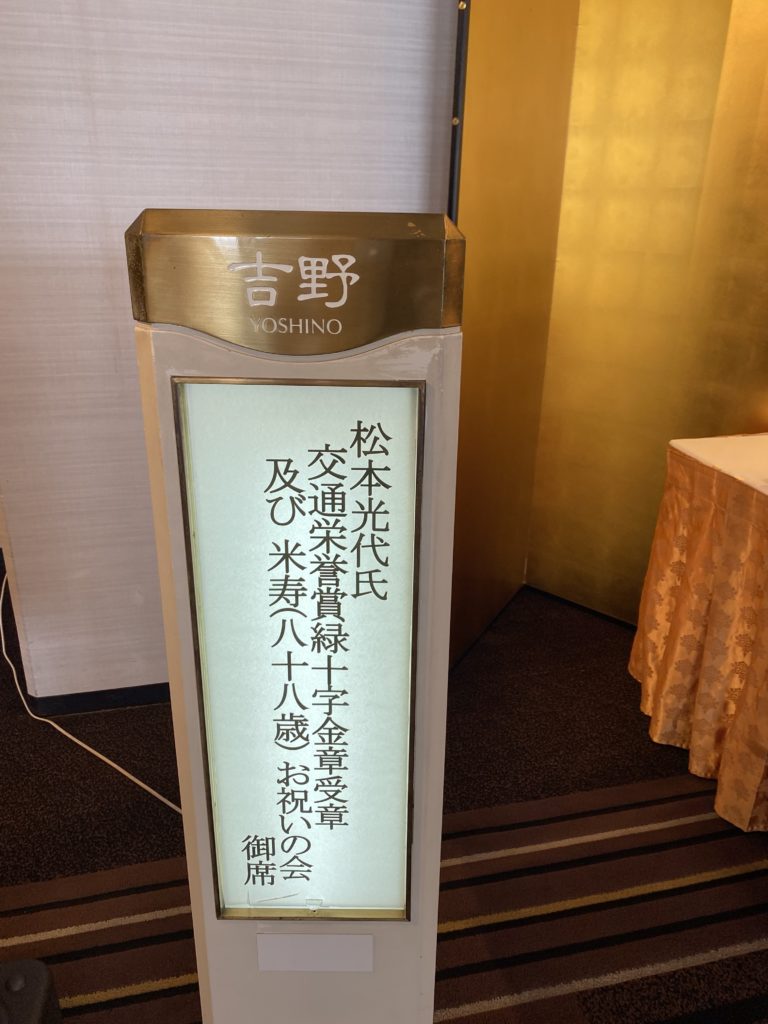 吉野
YOSHINO
松本光代氏
交通栄誉賞緑十字金章受章
及び 米寿(八十八歳) お祝いの会
御席